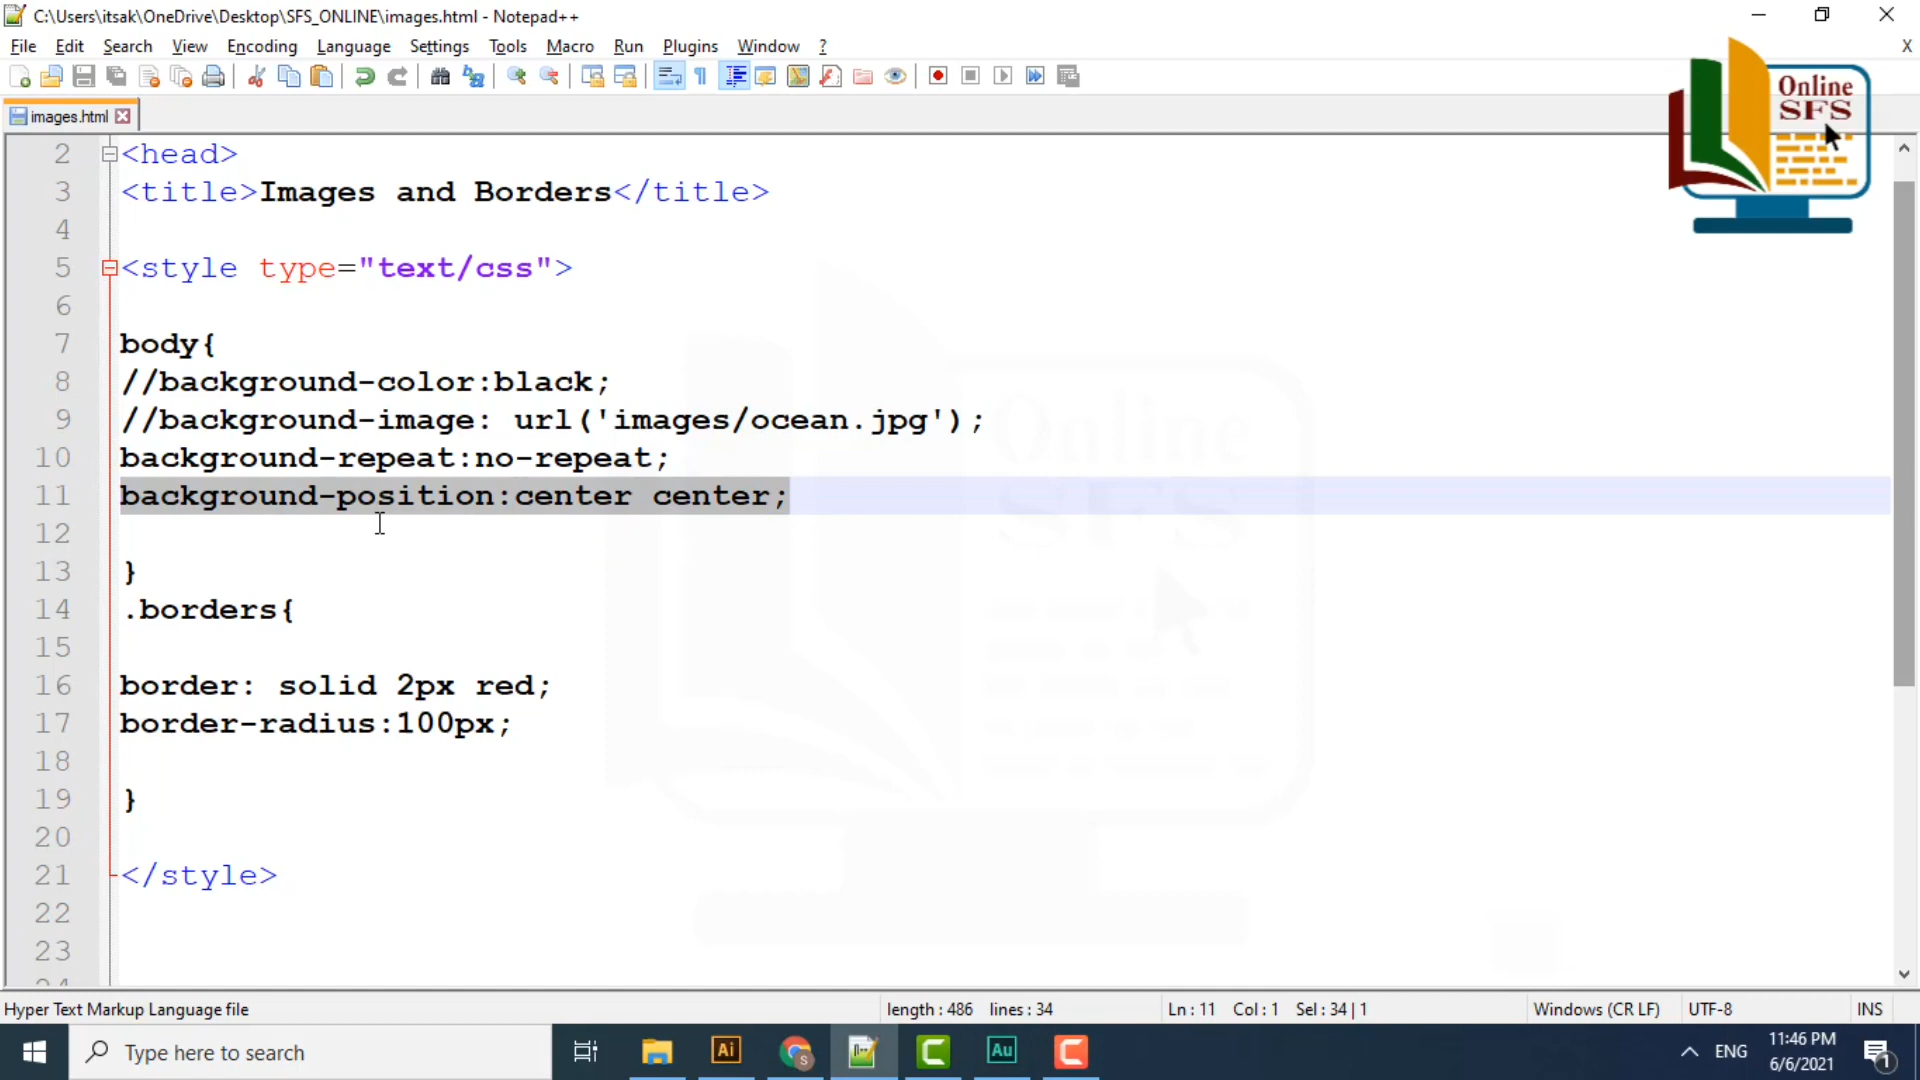 C:\Users\itsak\OneDrive\Desktop\SFS_ONLINE\images.html - Notepad++
File Edit Search View Encoding Language Settings Tools Macro Run Plugins Window ? X
images.html
Online
SFS
2 <head>
3 <title>Images and Borders</title>
4
5 <style type="text/css">
6
7 body{
8 //background-color:black;
9 //background-image: url('images/ocean.jpg');
10 background-repeat:no-repeat;
11 background-position:center center;
12
13 }
14 .borders{
15
16 border: solid 2px red;
17 border-radius:100px;
18
19 }
20
21 </style>
22
23
24
Online
SFS
Hyper Text Markup Language file length : 486 lines : 34 Ln : 11 Col : 1 Sel : 34 | 1 Windows (CR LF) UTF-8 INS
Type here to search
Ai
Au
ENG
11:46 PM
6/6/2021
1